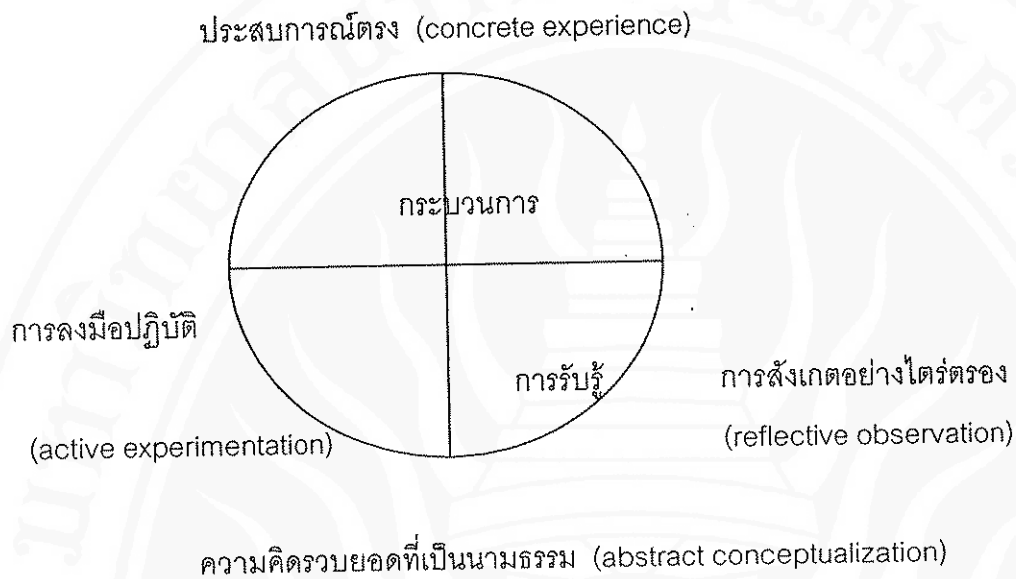 ประสบการณ์ตรง (concrete experience)
กระบวนการ
การลงมือปฏิบัติ
(active experimentation)
การรับรู้
การสังเกตอย่างไตร่ตรอง
(reflective observation)
ความคิดรวบยอดที่เป็นนามธรรม (abstract conceptualization)